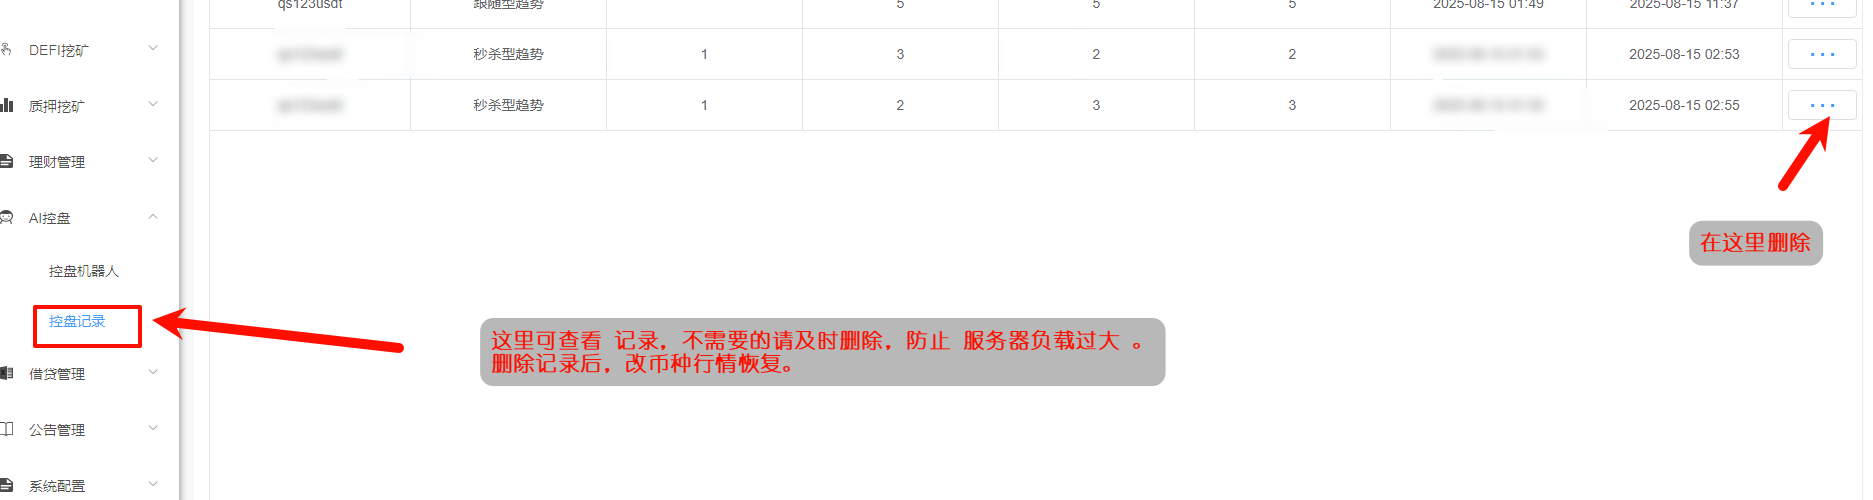 qs123usdt 跟随型趋势 5 5 5 2025-08-15 01:49 2025-08-15 11:37 ···
DEFI挖矿
秒杀型趋势 1 3 2 2 2025-08-15 02:53 ···
质押挖矿
秒杀型趋势 1 2 3 3 2025-08-15 02:55 ···
理财管理
AI控盘
在这里删除
控盘机器人
控盘记录
这里可查看 记录，不需要的请及时删除，防止 服务器负载过大 。
删除记录后，改币种行情恢复。
借贷管理
公告管理
系统配置